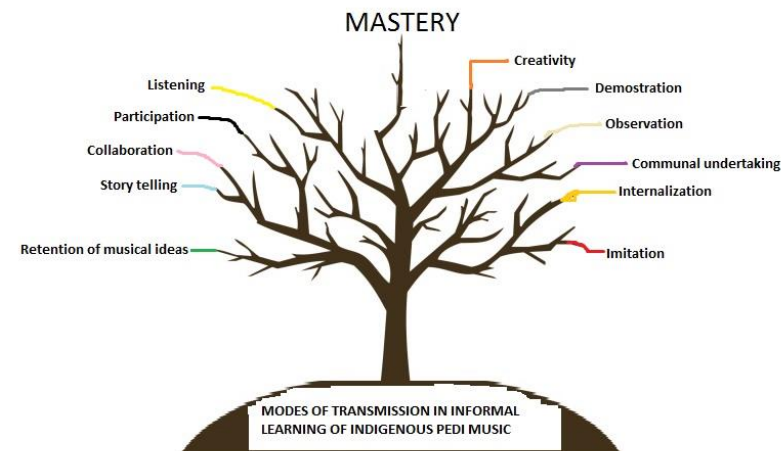 MASTERY
Creativity
Listening
Demostration
Participation
Observation
Collaboration
Communal undertaking
Story telling
Internalization
Retention of musical ideas
Imitation
MODES OF TRANSMISSION IN INFORMAL
LEARNING OF INDIGENOUS PEDI MUSIC